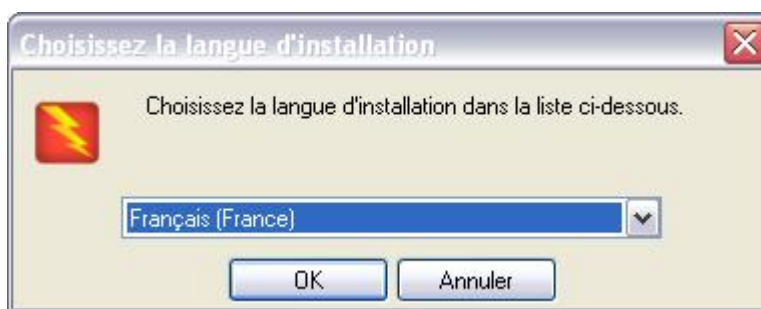 Choisissez la langue d'installation
Choisissez la langue d'installation dans la liste ci-dessous.
Français (France)
OK
Annuler